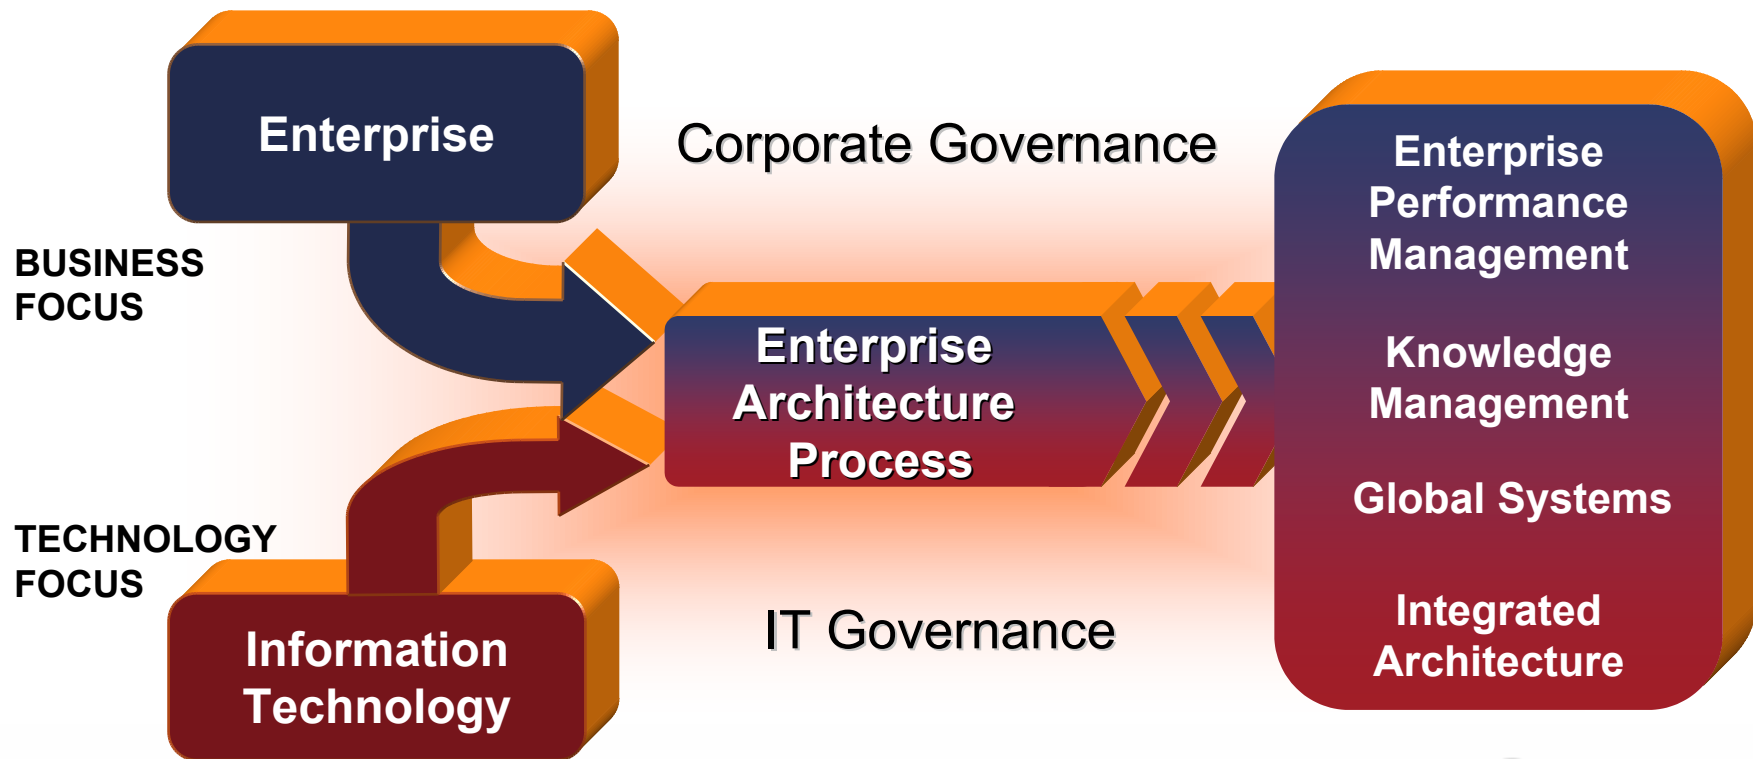 Enterprise
Corporate Governance
BUSINESS
FOCUS
Enterprise
Architecture
Process
TECHNOLOGY
FOCUS
Information
Technology
IT Governance
Enterprise
Performance
Management
Knowledge
Management
Global Systems
Integrated
Architecture